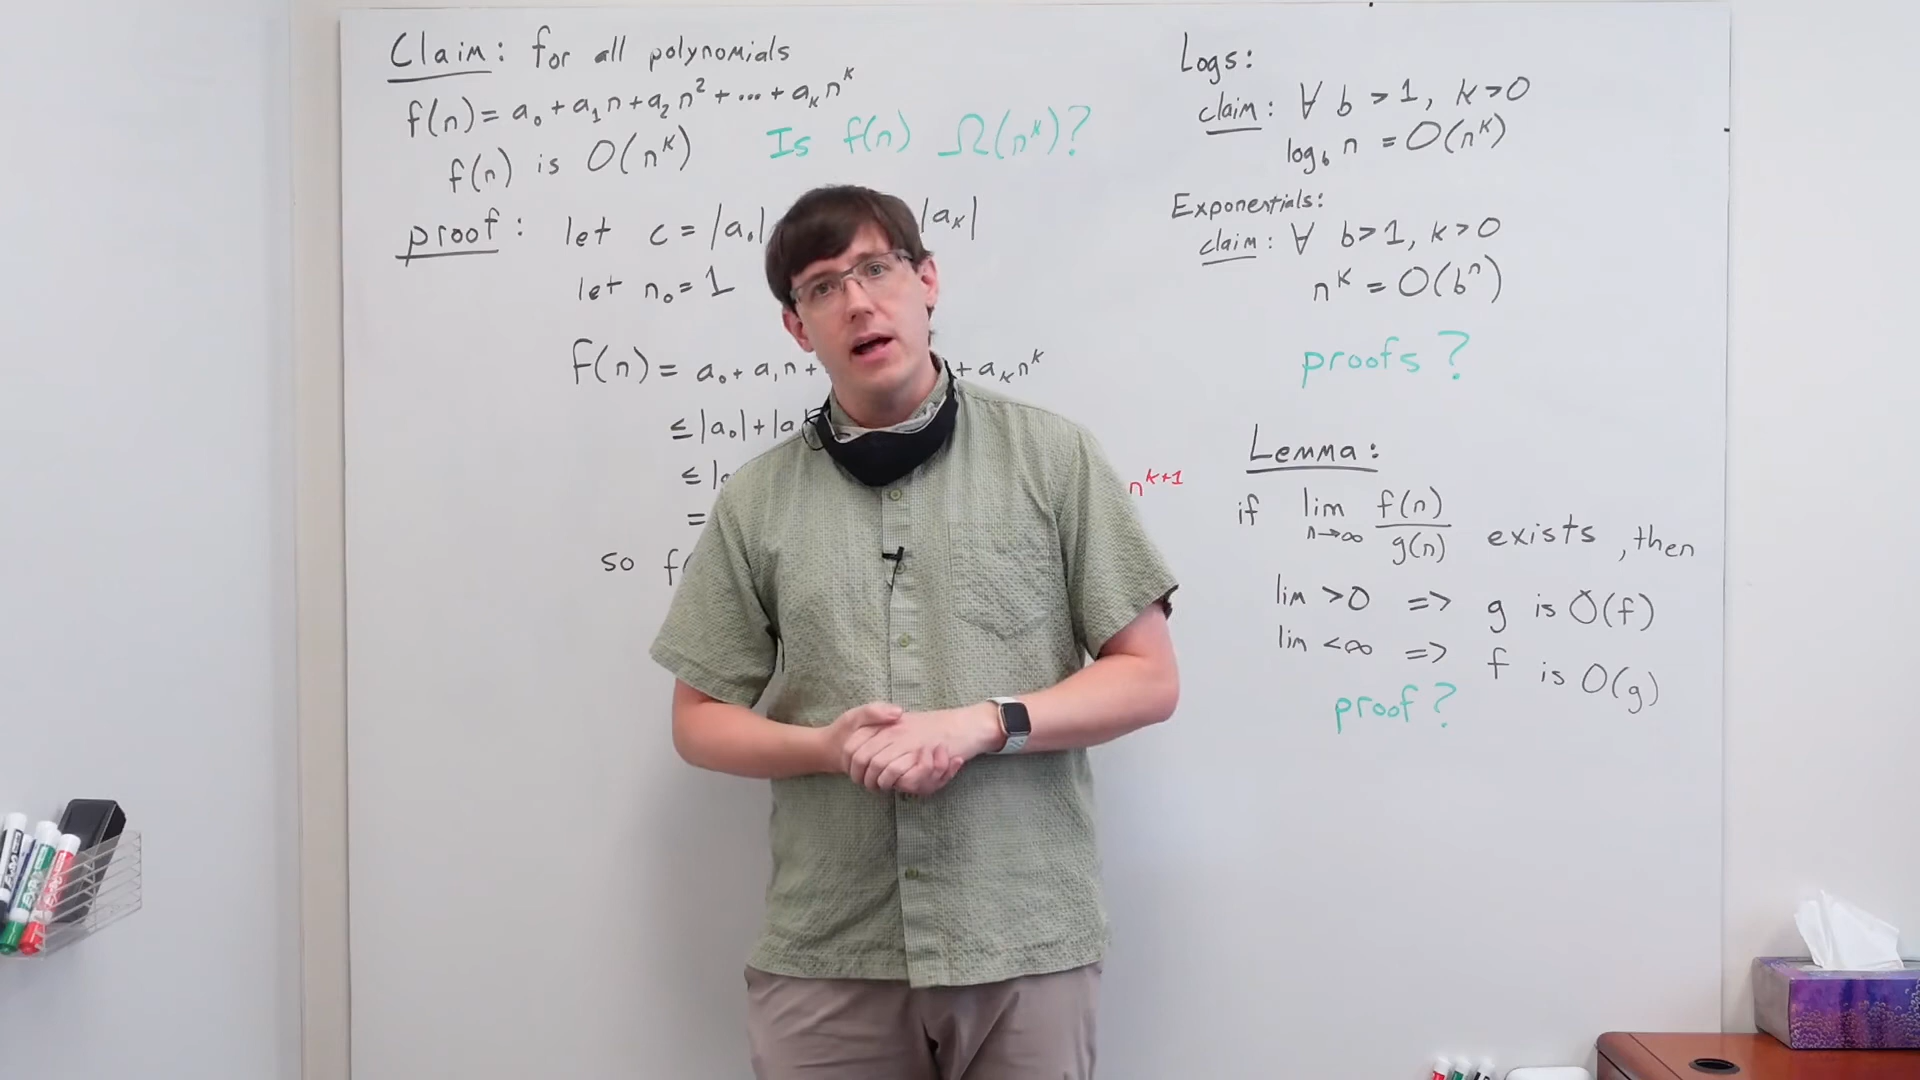 Claim: for all polynomials
f(n) = a₀ + a₁n + a₂n² + ... + aₖnᵏ
f(n) is O(nᵏ)
Is f(n) Ω(nᵏ)?
proof: let c = |a₀| |aₖ|
let n₀ = 1
f(n) = a₀ + a₁n + + aₖnᵏ
≤ |a₀| + |a
≤ |
nᵏ⁺¹
=
so f(
Logs:
claim: ∀ b > 1, k > 0
log_b n = O(nᵏ)
Exponentials:
claim: ∀ b > 1, k > 0
nᵏ = O(bⁿ)
proofs?
Lemma:
if lim n→∞ f(n)/g(n) exists, then
lim > 0 => g is O(f)
lim < ∞ => f is O(g)
proof?